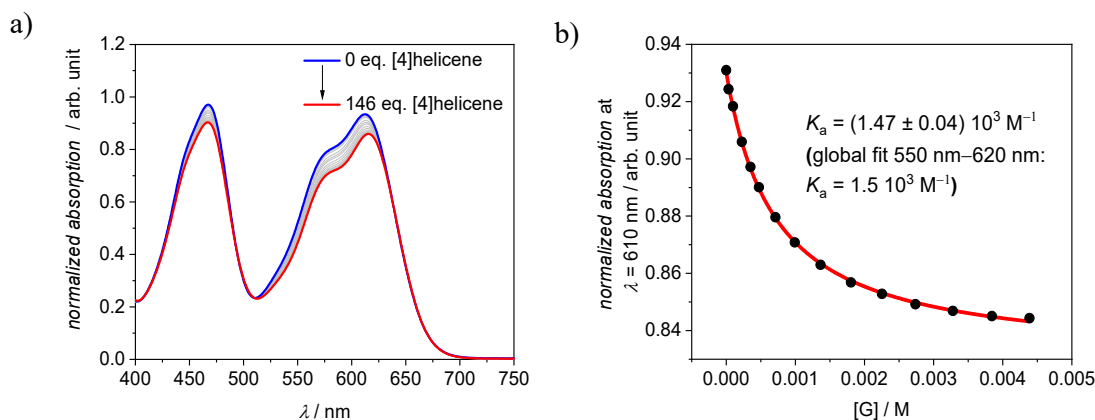 a)
1.2
1.0
0.8
0.6
0.4
0.2
0.0
normalized absorption / arb. unit
0 eq. [4]helicene
146 eq. [4]helicene
400 450 500 550 600 650 700 750
λ / nm
b)
0.94
0.92
0.90
0.88
0.86
0.84
normalized absorption at
λ = 610 nm / arb. unit
Kₐ = (1.47 ± 0.04) 10³ M⁻¹
(global fit 550 nm–620 nm:
Kₐ = 1.5 10³ M⁻¹)
0.000 0.001 0.002 0.003 0.004 0.005
[G] / M